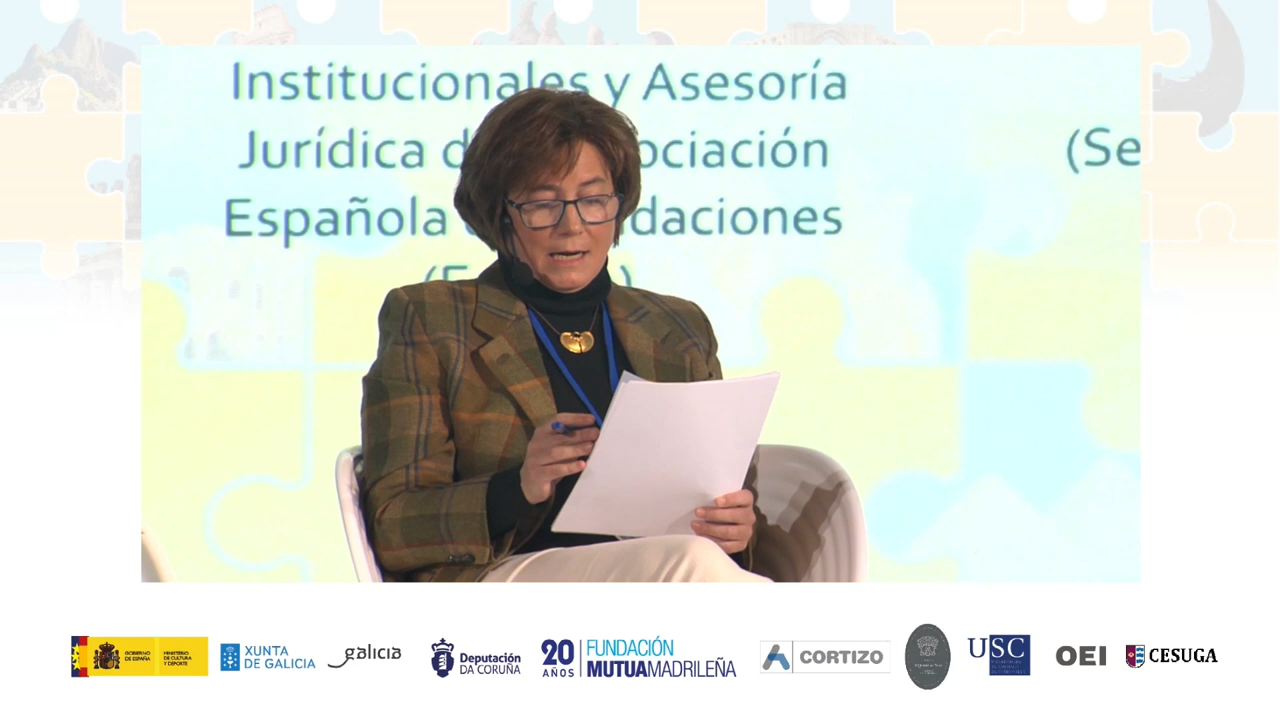 Institucionales y Asesoría
Jurídica d ociación
(Se
Española daciones
GOBIERNO
DE ESPAÑA
MINISTERIO
DE CULTURA
Y DEPORTE
XUNTA
DE GALICIA
galicia
Deputación
DA CORUÑA
20
AÑOS
FUNDACIÓN
MUTUAMADRILEÑA
CORTIZO
USC
OEI
CESUGA